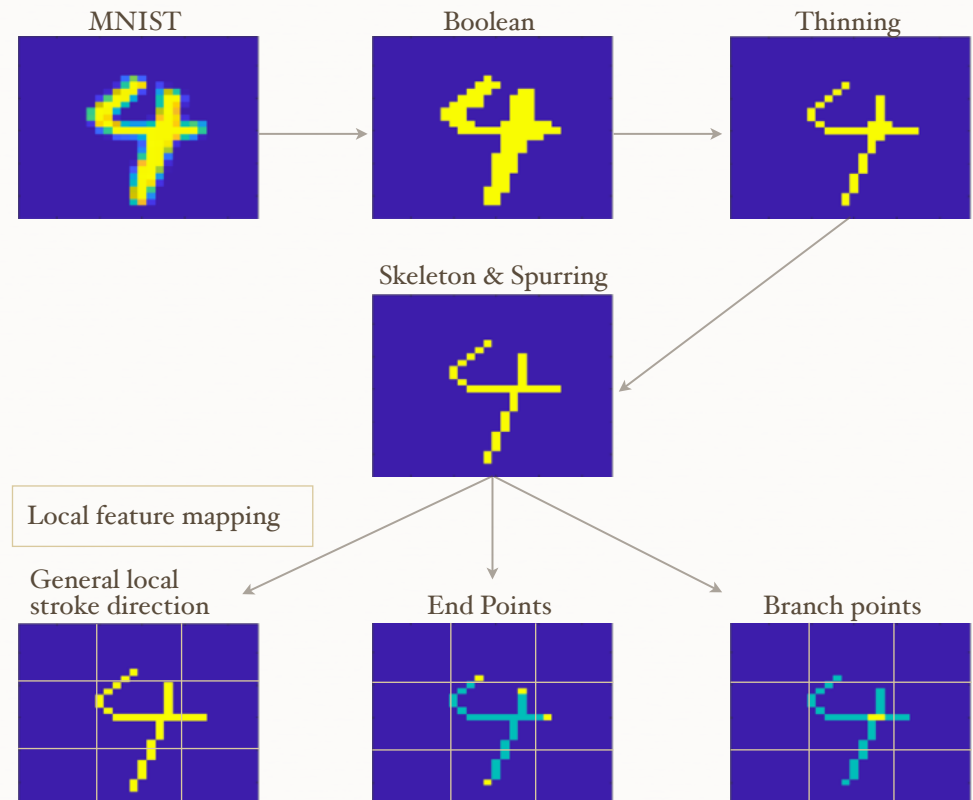 MNIST
Boolean
Thinning
Skeleton & Spurring
Local feature mapping
General local
stroke direction
End Points
Branch points